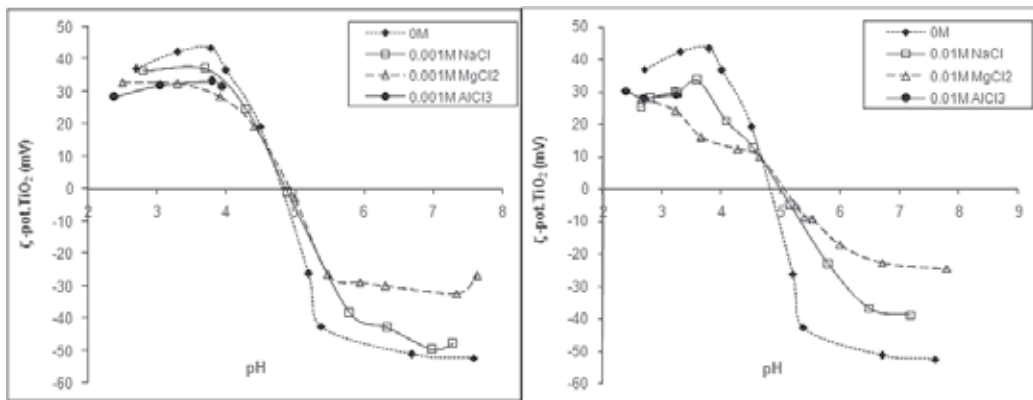 50
40
30
20
10
0
-10
-20
-30
-40
-50
-60
2 3 4 5 6 7 8
ζ-pot.TiO₂ (mV)
pH
0M
0.001M NaCl
0.001M MgCl2
0.001M AlCl3
50
40
30
20
10
0
-10
-20
-30
-40
-50
-60
2 3 4 5 6 7 8 9
ζ-pot.TiO₂ (mV)
pH
0M
0.01M NaCl
0.01M MgCl2
0.01M AlCl3